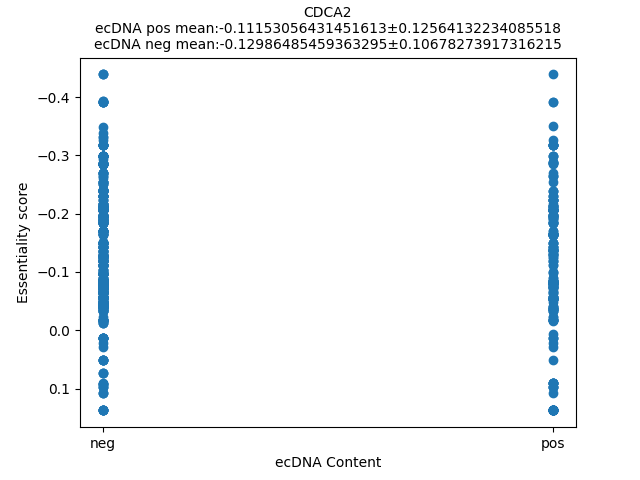 CDCA2
ecDNA pos mean:-0.11153056431451613±0.12564132234085518
ecDNA neg mean:-0.12986485459363295±0.10678273917316215
Essentiality score
−0.4
−0.3
−0.2
−0.1
0.0
0.1
neg
pos
ecDNA Content